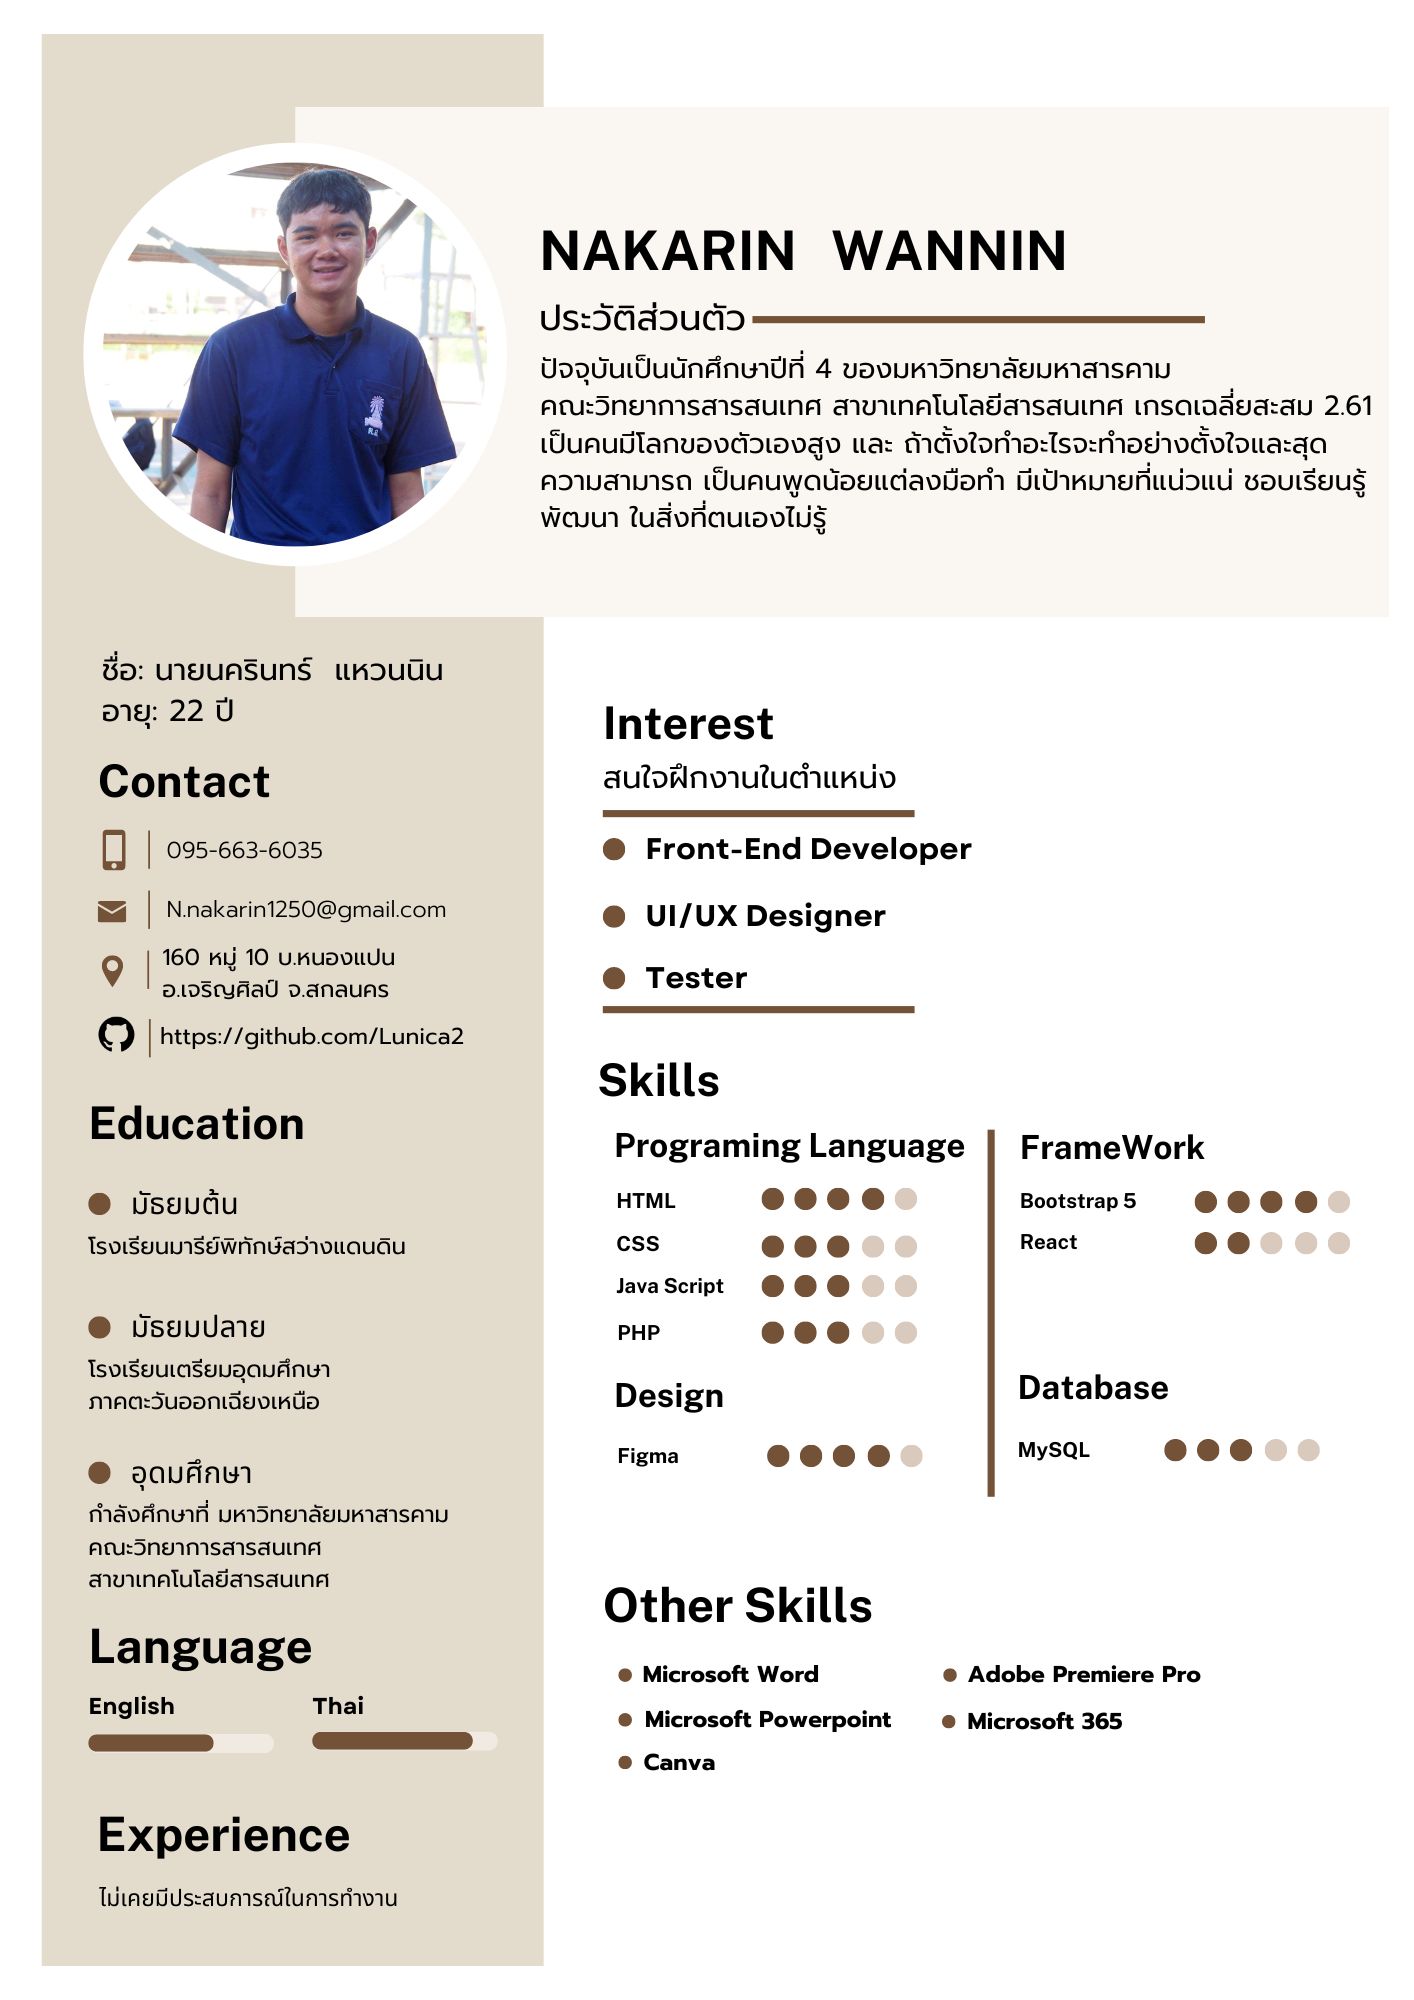 NAKARIN WANNIN
ประวัติส่วนตัว
ปัจจุบันเป็นนักศึกษาปีที่ 4 ของมหาวิทยาลัยมหาสารคาม
คณะวิทยาการสารสนเทศ สาขาเทคโนโลยีสารสนเทศ เกรดเฉลี่ยสะสม 2.61
เป็นคนมีโลกของตัวเองสูง และ ถ้าตั้งใจทำอะไรจะทำอย่างตั้งใจและสุด
ความสามารถ เป็นคนพูดน้อยแต่ลงมือทำ มีเป้าหมายที่แน่วแน่ ชอบเรียนรู้
พัฒนา ในสิ่งที่ตนเองไม่รู้
ชื่อ: นายนครินทร์ แหวนนิน
อายุ: 22 ปี
Contact
095-663-6035
N.nakarin1250@gmail.com
160 หมู่ 10 บ.หนองแปน
อ.เจริญศิลป์ จ.สกลนคร
https://github.com/Lunica2
Education
มัธยมต้น
โรงเรียนมารีย์พิทักษ์สว่างแดนดิน
มัธยมปลาย
โรงเรียนเตรียมอุดมศึกษา
ภาคตะวันออกเฉียงเหนือ
อุดมศึกษา
กำลังศึกษาที่ มหาวิทยาลัยมหาสารคาม
คณะวิทยาการสารสนเทศ
สาขาเทคโนโลยีสารสนเทศ
Language
English
Thai
Experience
ไม่เคยมีประสบการณ์ในการทำงาน
Interest
สนใจฝึกงานในตำแหน่ง
Front-End Developer
UI/UX Designer
Tester
Skills
Programing Language
HTML
CSS
Java Script
PHP
Design
Figma
FrameWork
Bootstrap 5
React
Database
MySQL
Other Skills
Microsoft Word
Microsoft Powerpoint
Canva
Adobe Premiere Pro
Microsoft 365